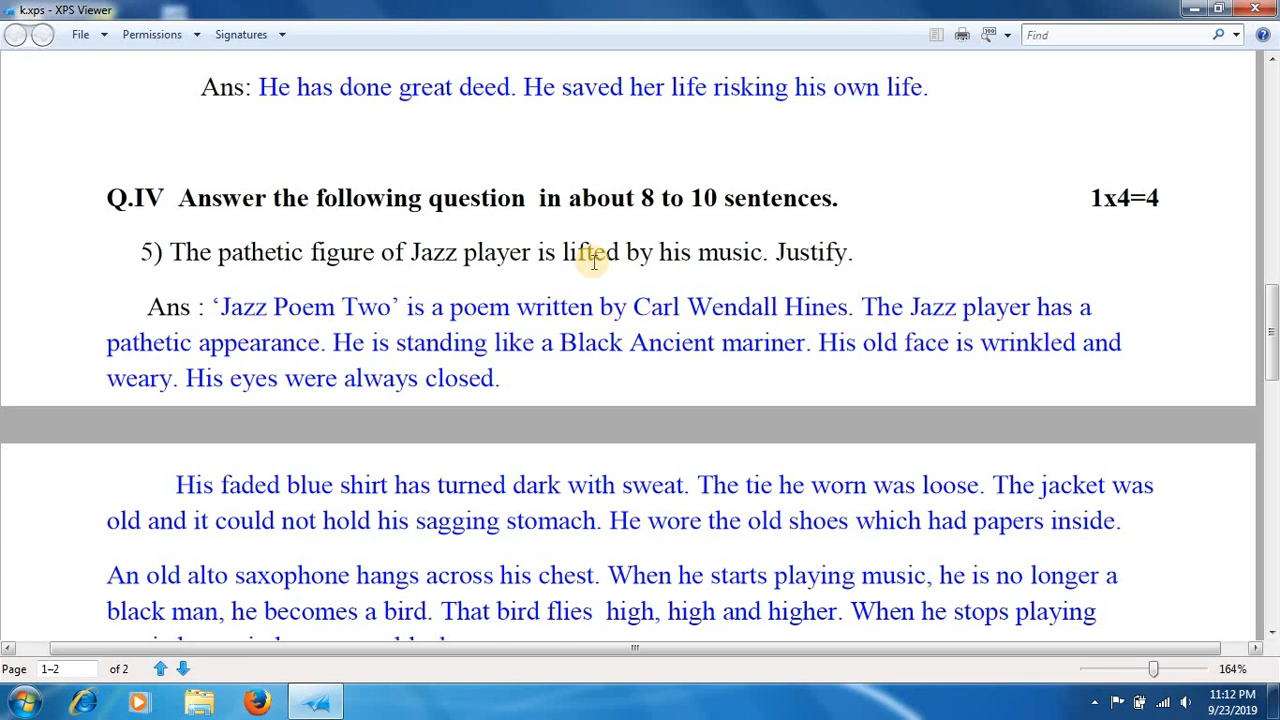 k.xps - XPS Viewer
File Permissions Signatures Find
Ans: He has done great deed. He saved her life risking his own life.
Q.IV Answer the following question in about 8 to 10 sentences. 1x4=4
5) The pathetic figure of Jazz player is lifted by his music. Justify.
Ans : ‘Jazz Poem Two’ is a poem written by Carl Wendall Hines. The Jazz player has a
pathetic appearance. He is standing like a Black Ancient mariner. His old face is wrinkled and
weary. His eyes were always closed.
His faded blue shirt has turned dark with sweat. The tie he worn was loose. The jacket was
old and it could not hold his sagging stomach. He wore the old shoes which had papers inside.
An old alto saxophone hangs across his chest. When he starts playing music, he is no longer a
black man, he becomes a bird. That bird flies high, high and higher. When he stops playing
Page 1-2 of 2 164%
11:12 PM
9/23/2019